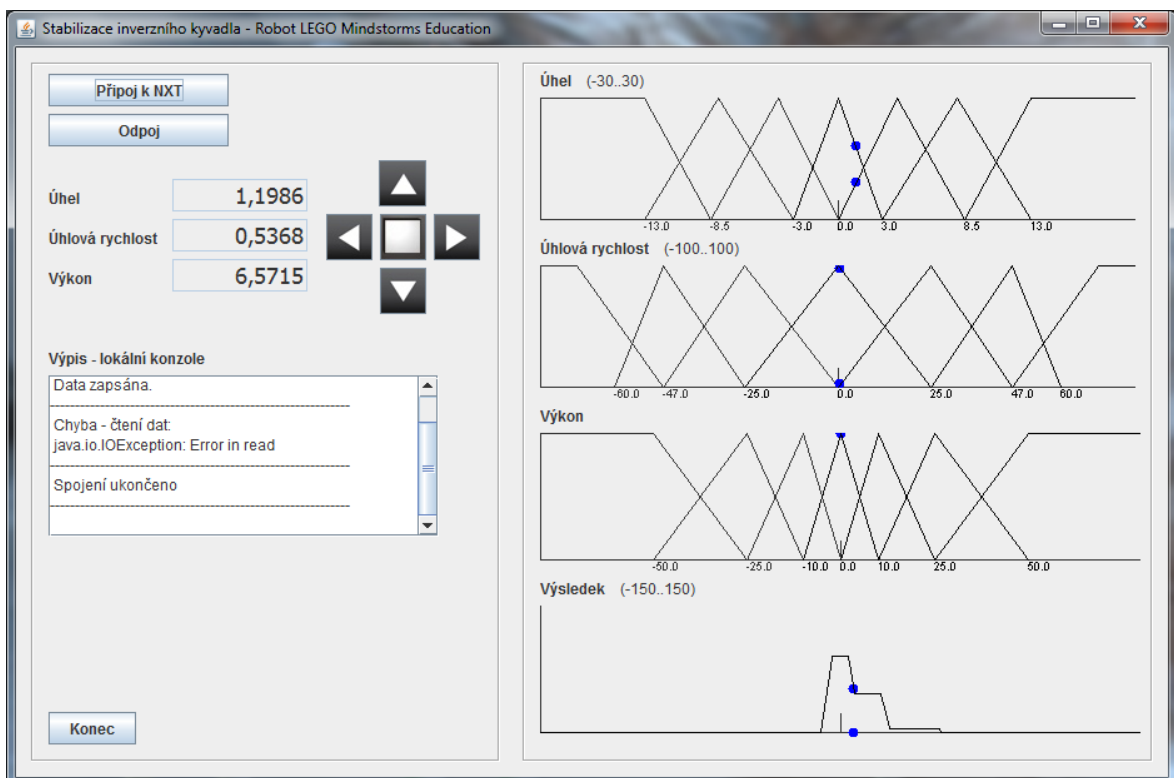 Stabilizace inverzního kyvadla - Robot LEGO Mindstorms Education
Připoj k NXT
Odpoj
Úhel 1,1986
Úhlová rychlost 0,5368
Výkon 6,5715
Výpis - lokální konzole
Data zapsána.
Chyba - čtení dat:
java.io.IOException: Error in read
Spojení ukončeno
Konec
Úhel (-30..30)
-13.0 -8.5 -3.0 0.0 3.0 8.5 13.0
Úhlová rychlost (-100..100)
-60.0 -47.0 -25.0 0.0 25.0 47.0 60.0
Výkon
-50.0 -25.0 -10.0 0.0 10.0 25.0 50.0
Výsledek (-150..150)